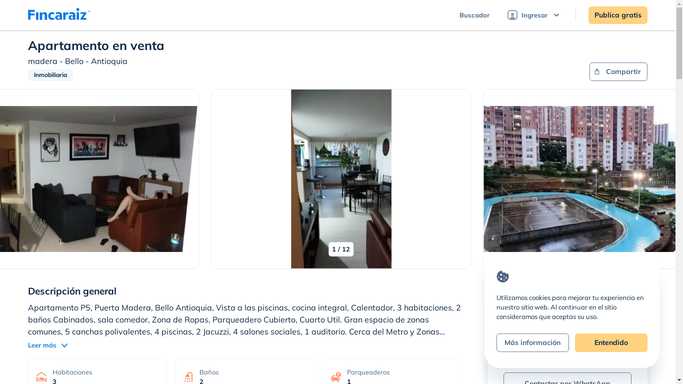 Fincaraiz
Buscador
Ingresar
Publica gratis
Apartamento en venta
madera - Bello - Antioquia
Inmobiliaria
Compartir
1 / 12
Descripción general
Apartamento P5, Puerta Madera, Bello Antioquia, Vista a las piscinas, cocina integral, Calentador, 3 habitaciones, 2
baños Cabinados, sala comedor, Zona de Ropas, Parqueadero Cubierto, Cuarto Util. Gran espacio de zonas
comunes, 5 canchas polivalentes, 4 piscinas, 2 Jacuzzi, 4 salones sociales, 1 auditorio. Cerca del Metro y Zonas...
Leer más
Habitaciones
3
Baños
2
Parqueaderos
1
Utilizamos cookies para mejorar tu experiencia en
nuestro sitio web. Al continuar en el sitio
consideramos que aceptas su uso.
Más información
Entendido
Contactar por WhatsApp